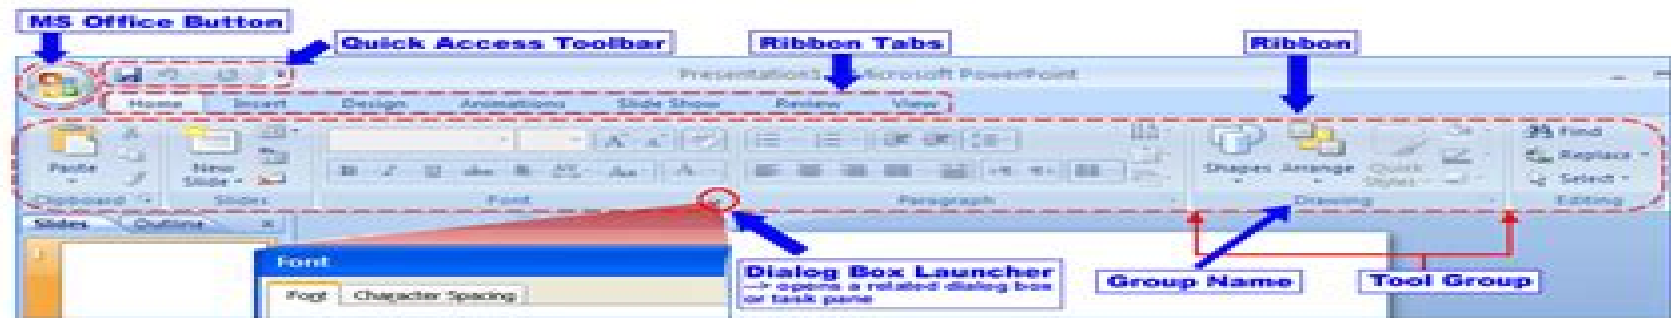 MS Office Button
Quick Access Toolbar
Ribbon Tabs
Ribbon
Presentation1 - Microsoft PowerPoint
Home Insert Design Animations Slide Show Review View
Paste
New Slide
Shapes Arrange Quick Styles
Find
Replace
Select
Clipboard Slides Font Paragraph Drawing Editing
Slides Outline
Font
Font Character Spacing
Dialog Box Launcher
--> opens a related dialog box
or task pane
Group Name
Tool Group